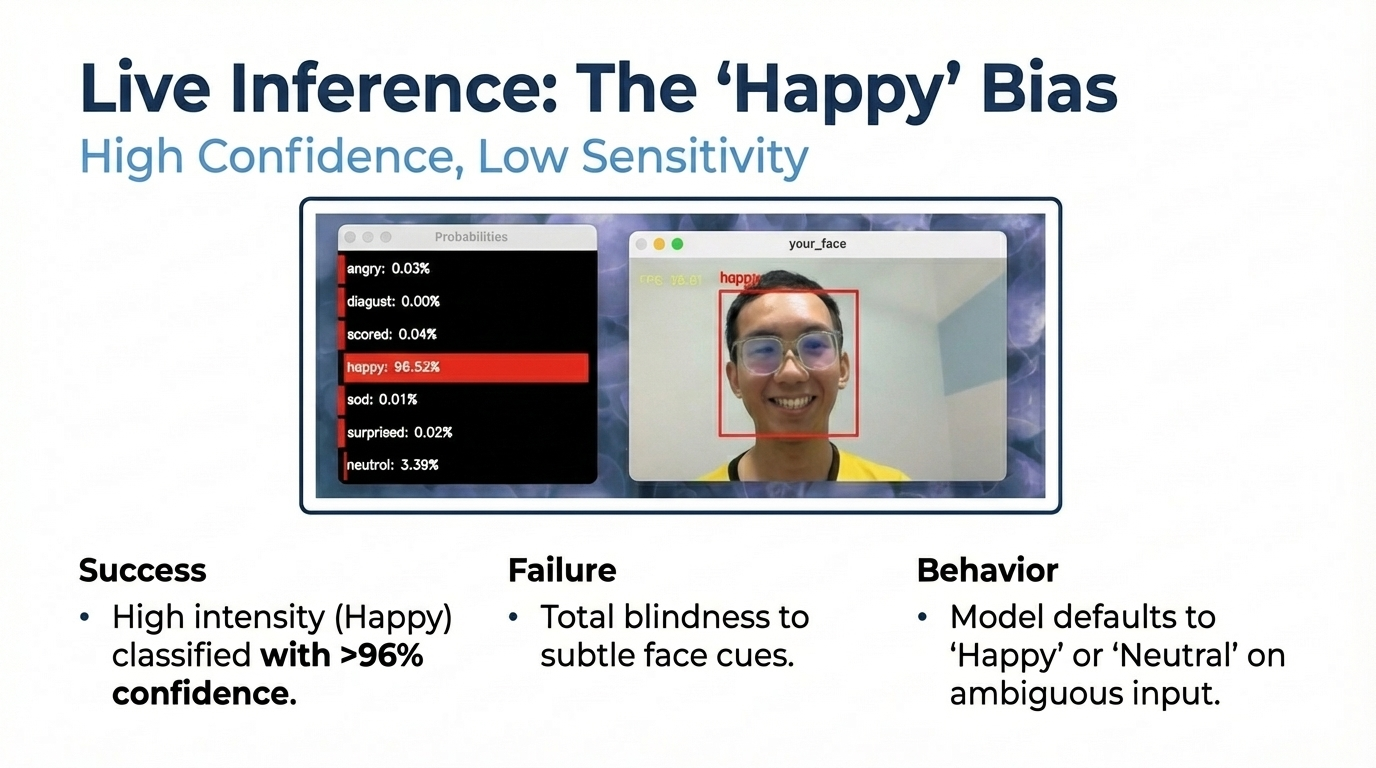 Live Inference: The ‘Happy’ Bias
High Confidence, Low Sensitivity
Probabilities
angry: 0.03%
diagust: 0.00%
scored: 0.04%
happy: 96.52%
sod: 0.01%
surprised: 0.02%
neutrol: 3.39%
your_face
happy
Success
• High intensity (Happy)
classified with >96%
confidence.
Failure
• Total blindness to
subtle face cues.
Behavior
• Model defaults to
‘Happy’ or ‘Neutral’ on
ambiguous input.